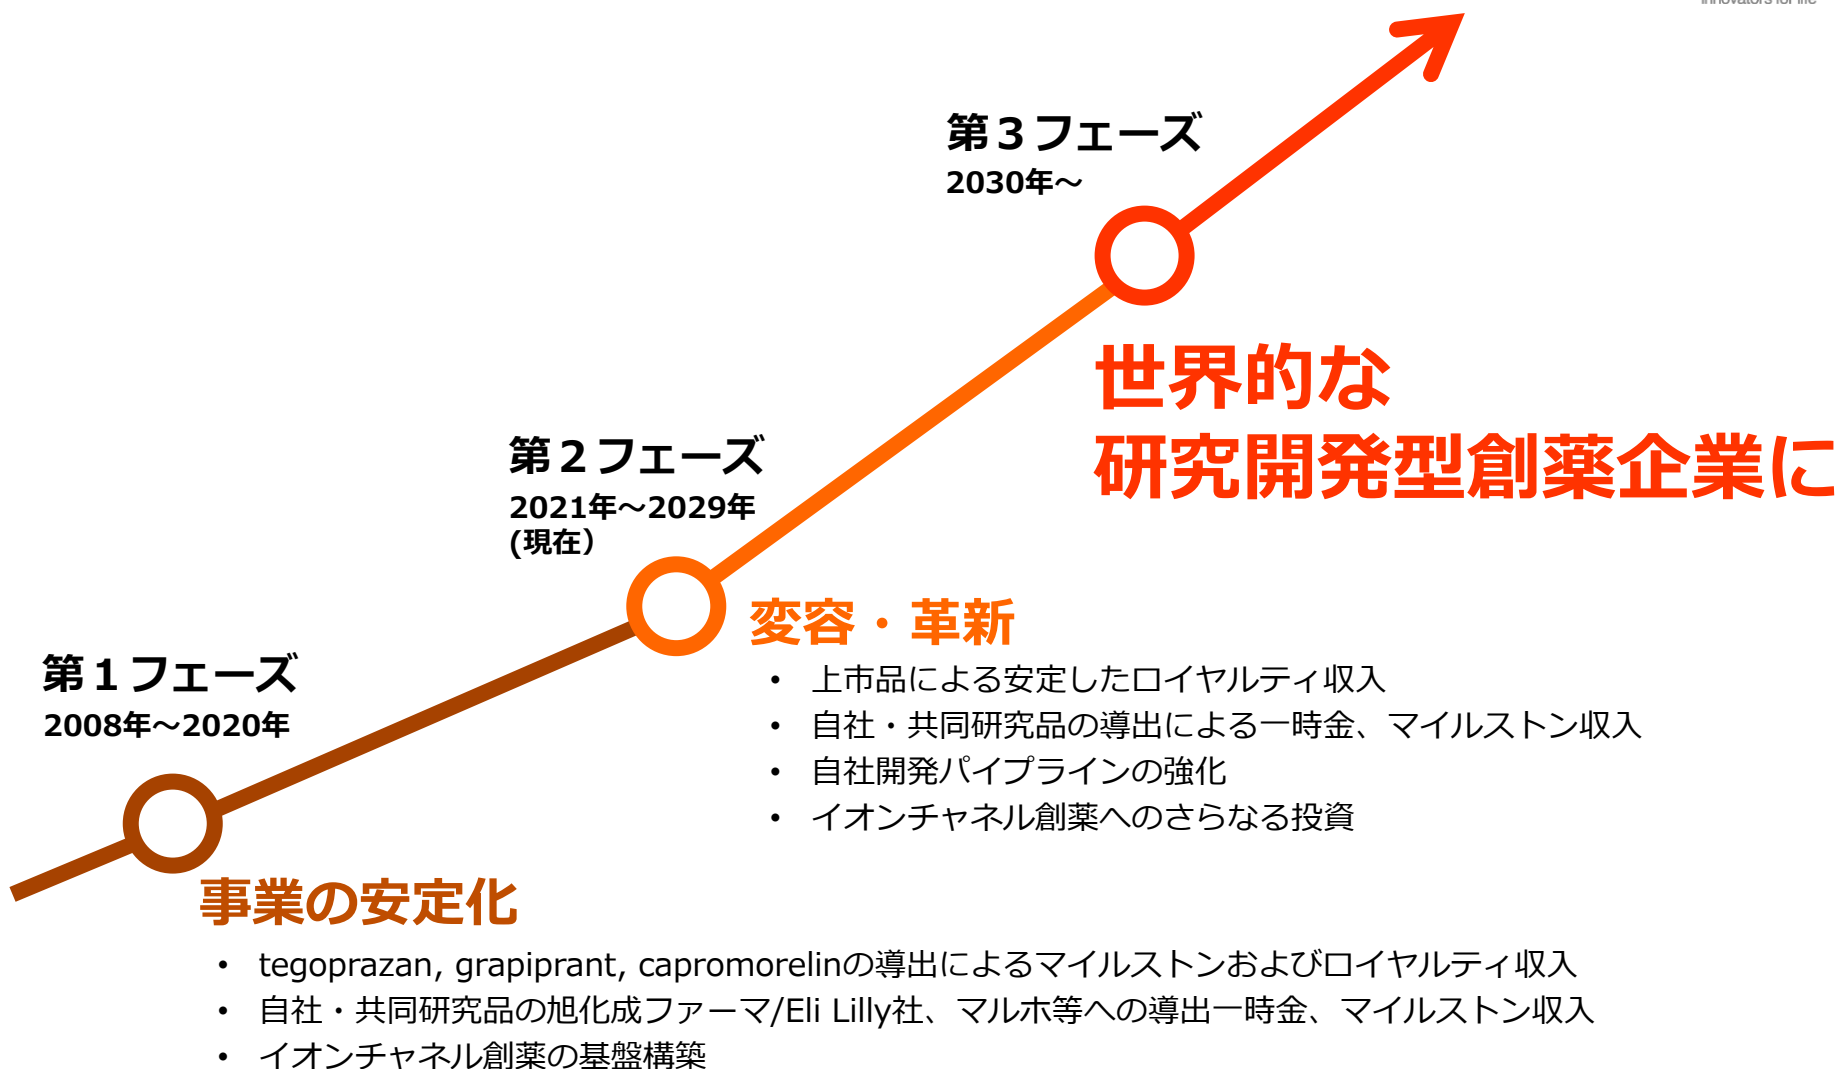 innovators for life
第３フェーズ
2030年～
世界的な
研究開発型創薬企業に
第２フェーズ
2021年～2029年
(現在）
変容・革新
• 上市品による安定したロイヤルティ収入
• 自社・共同研究品の導出による一時金、マイルストン収入
• 自社開発パイプラインの強化
• イオンチャネル創薬へのさらなる投資
第１フェーズ
2008年～2020年
事業の安定化
• tegoprazan, grapiprant, capromorelinの導出によるマイルストンおよびロイヤルティ収入
• 自社・共同研究品の旭化成ファーマ/Eli Lilly社、マルホ等への導出一時金、マイルストン収入
• イオンチャネル創薬の基盤構築